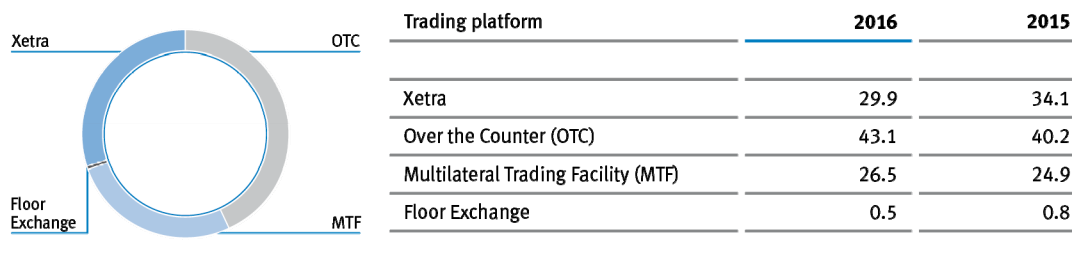 Xetra
OTC
Floor
Exchange
MTF
Trading platform 2016 2015
Xetra 29.9 34.1
Over the Counter (OTC) 43.1 40.2
Multilateral Trading Facility (MTF) 26.5 24.9
Floor Exchange 0.5 0.8